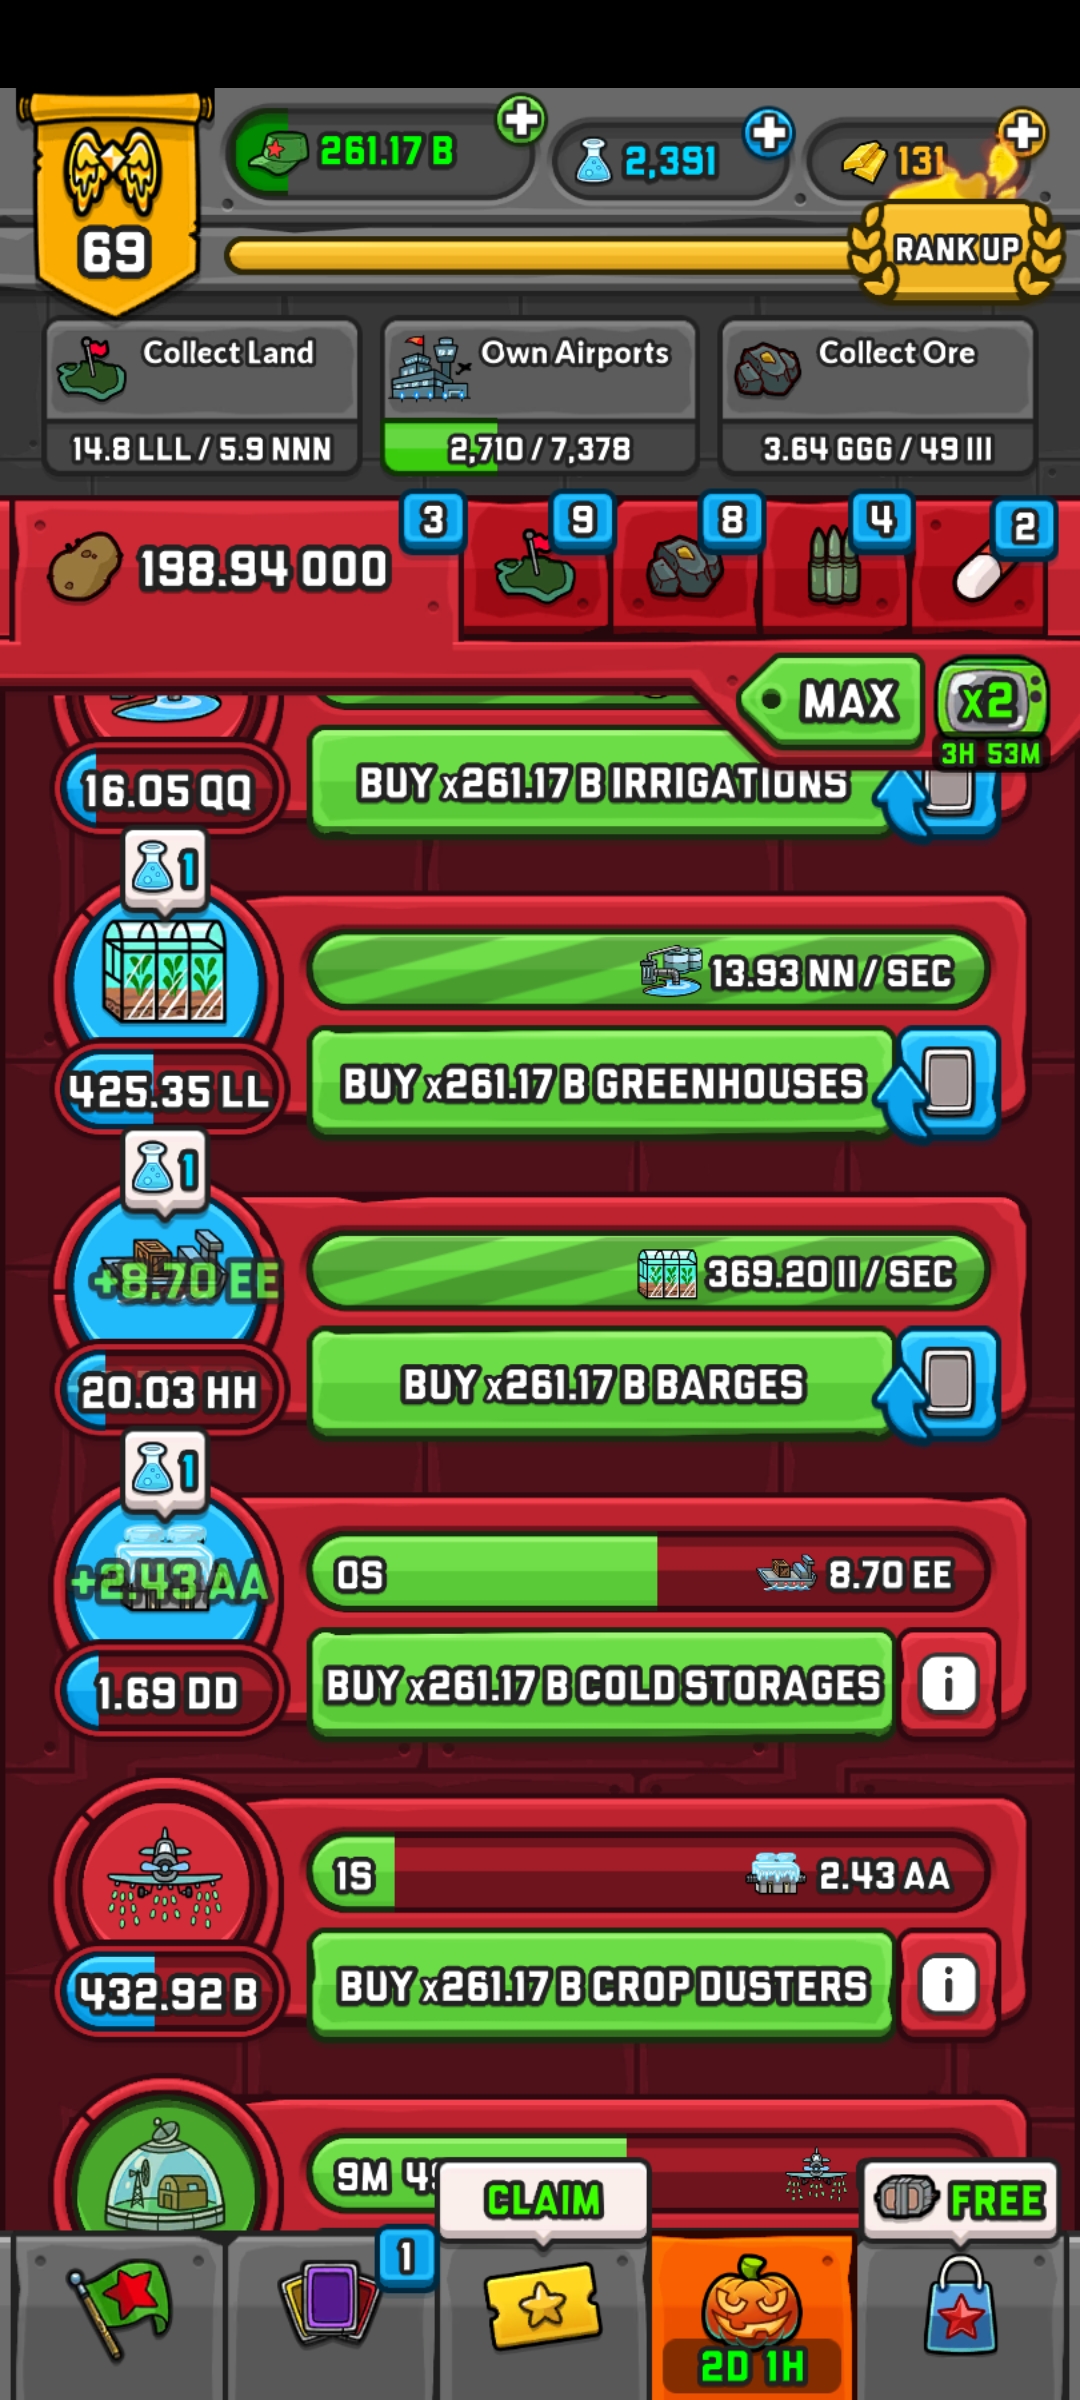 261.17 B
2,391
131
69
RANK UP
Collect Land
Own Airports
Collect Ore
14.8 LLL / 5.9 NNN
2,710 / 7,378
3.64 GGG / 49 III
3
9
8
4
2
198.94 OOO
MAX
x2
3H 53M
16.05 QQ
BUY x261.17 B IRRIGATIONS
1
13.93 NN / SEC
425.35 LL
BUY x261.17 B GREENHOUSES
1
+8.70 EE
369.20 II / SEC
20.03 HH
BUY x261.17 B BARGES
1
+2.43 AA
0S
8.70 EE
1.69 DD
BUY x261.17 B COLD STORAGES
i
1S
2.43 AA
432.92 B
BUY x261.17 B CROP DUSTERS
i
9M
CLAIM
FREE
1
2D 1H